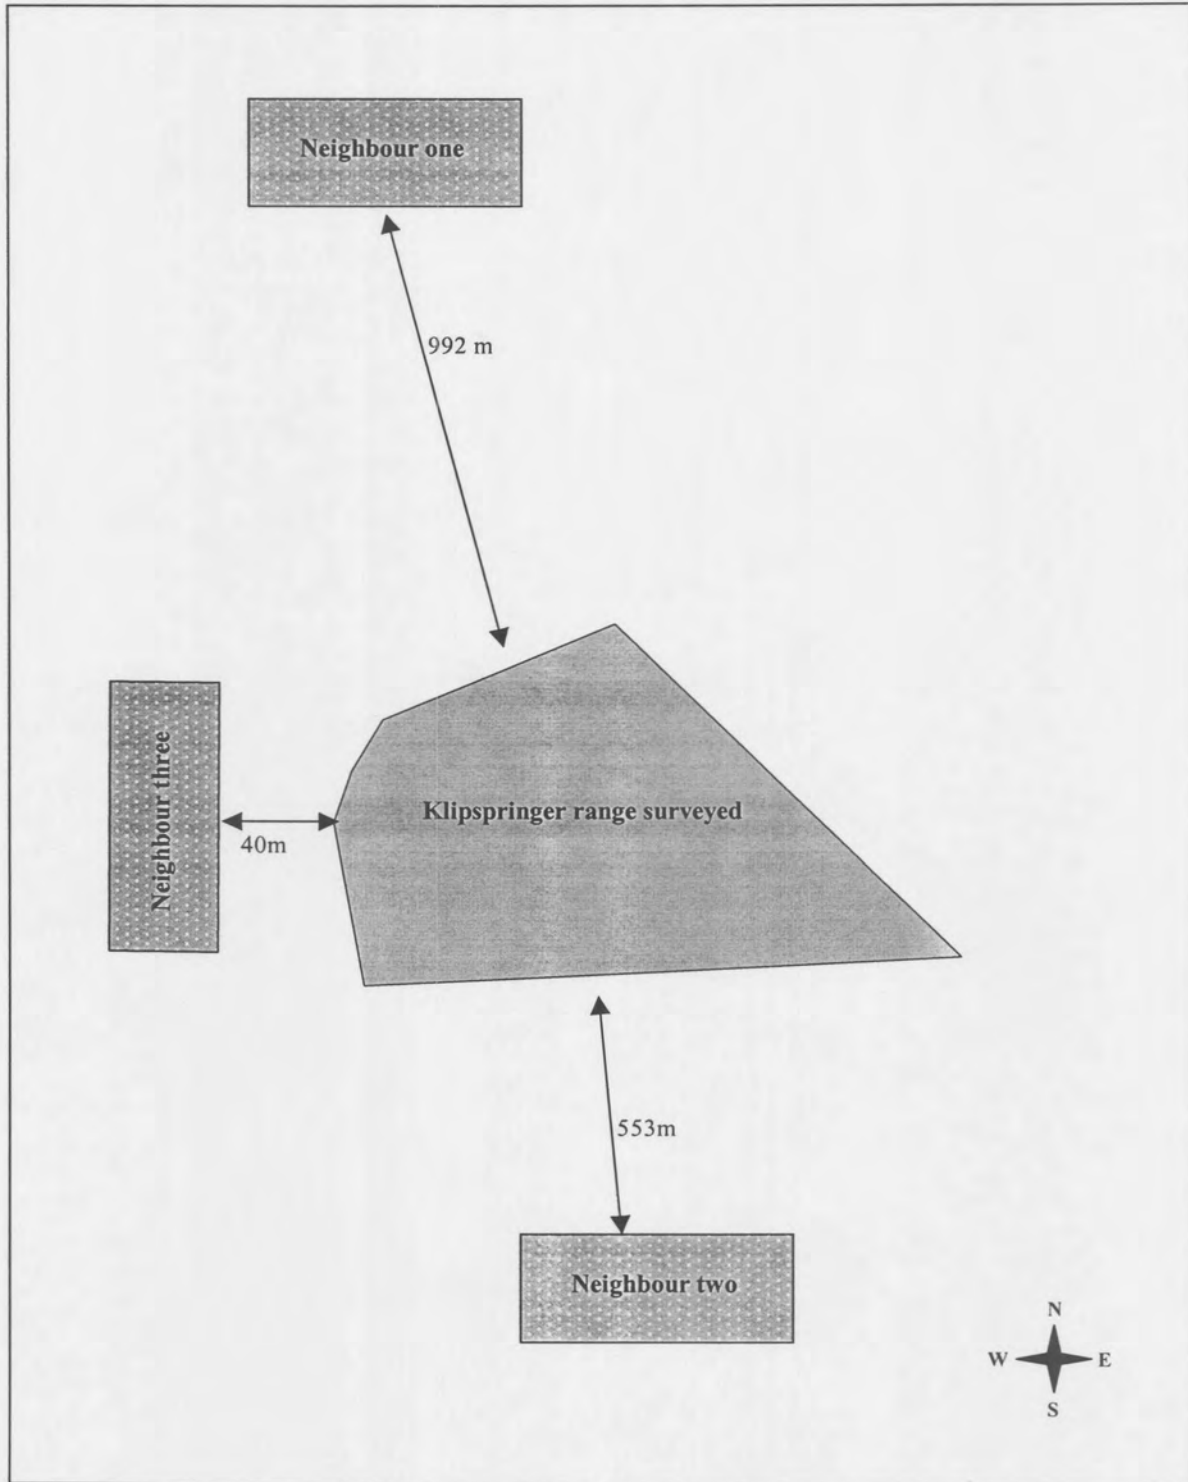 Neighbour one
992 m
Neighbour three
40m
Klipspringer range surveyed
553m
Neighbour two
N
W E
S